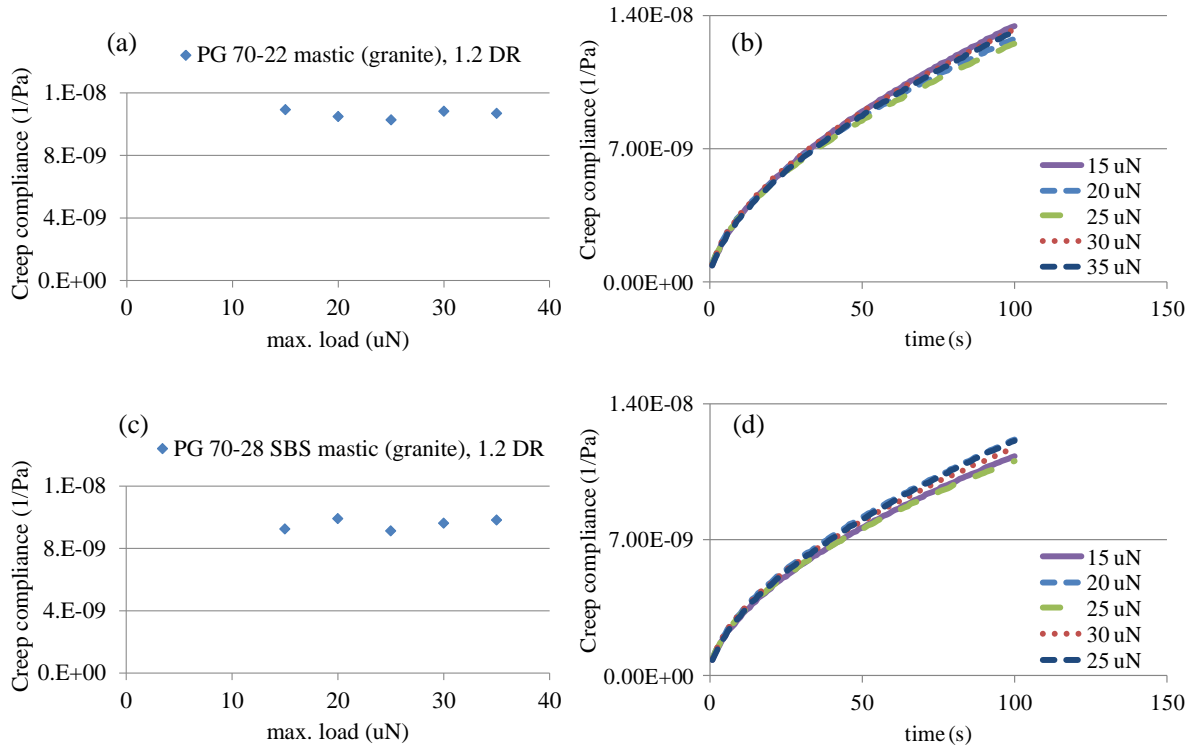 (a)
PG 70-22 mastic (granite), 1.2 DR
Creep compliance (1/Pa)
1.E-08
8.E-09
4.E-09
0.E+00
0 10 20 30 40
max. load (uN)
(b)
Creep compliance (1/Pa)
1.40E-08
7.00E-09
0.00E+00
15 uN
20 uN
25 uN
30 uN
35 uN
0 50 100 150
time (s)
(c)
PG 70-28 SBS mastic (granite), 1.2 DR
Creep compliance (1/Pa)
1.E-08
8.E-09
4.E-09
0.E+00
0 10 20 30 40
max. load (uN)
(d)
Creep compliance (1/Pa)
1.40E-08
7.00E-09
0.00E+00
15 uN
20 uN
25 uN
30 uN
25 uN
0 50 100 150
time (s)